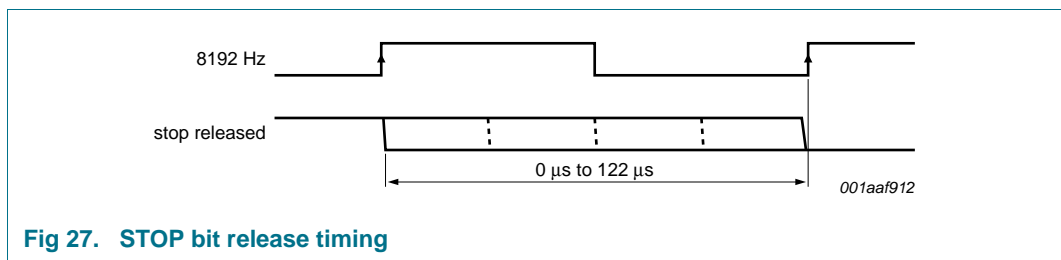 8192 Hz
stop released
0 μs to 122 μs
001aaf912
Fig 27. STOP bit release timing